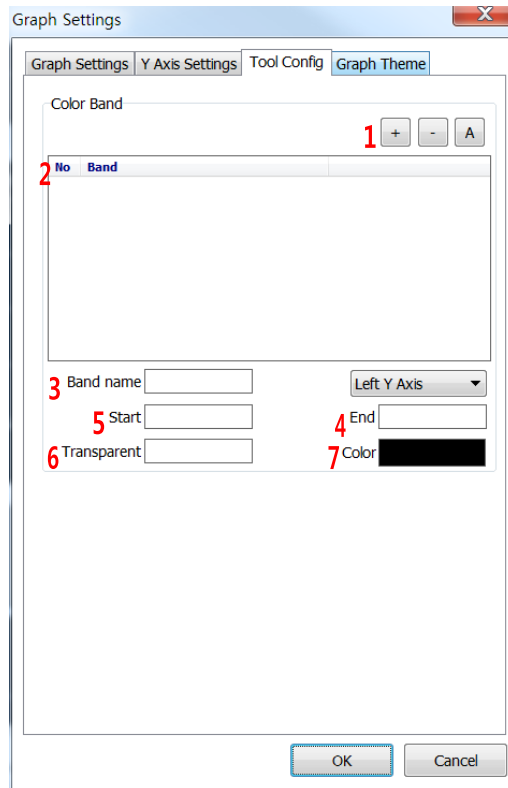 Graph Settings
X
Graph Settings Y Axis Settings Tool Config Graph Theme
Color Band
1 + - A
2 No Band
3 Band name Left Y Axis
5 Start 4 End
6 Transparent 7 Color
OK Cancel